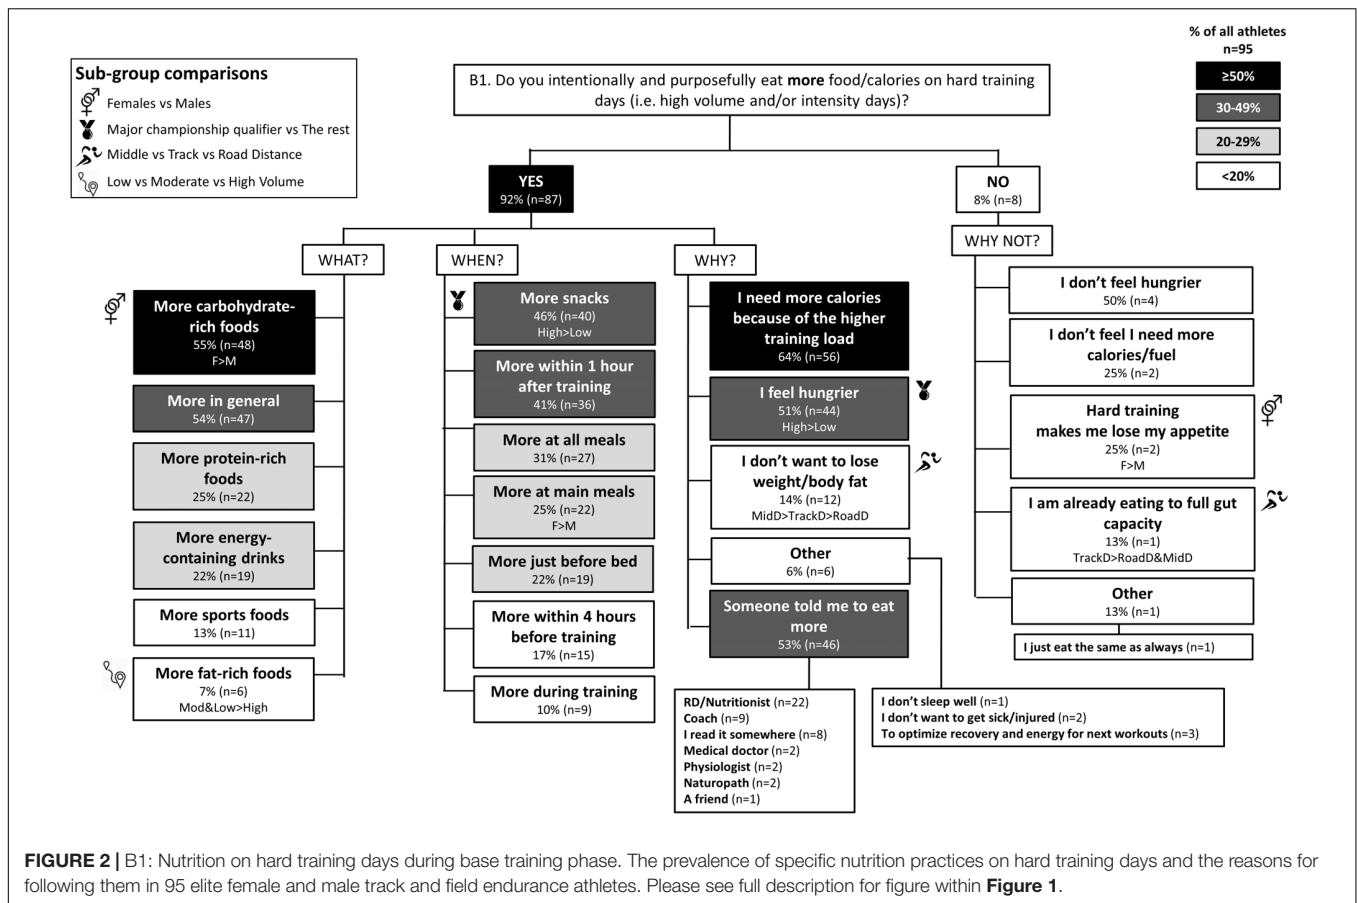 Sub-group comparisons
Females vs Males
Major championship qualifier vs The rest
Middle vs Track vs Road Distance
Low vs Moderate vs High Volume
B1. Do you intentionally and purposefully eat more food/calories on hard training
days (i.e. high volume and/or intensity days)?
% of all athletes
n=95
≥50%
30-49%
20-29%
<20%
YES
92% (n=87)
NO
8% (n=8)
WHAT?
WHEN?
WHY?
WHY NOT?
More carbohydrate-
rich foods
55% (n=48)
F>M
More in general
54% (n=47)
More protein-rich
foods
25% (n=22)
More energy-
containing drinks
22% (n=19)
More sports foods
13% (n=11)
More fat-rich foods
7% (n=6)
Mod&Low>High
More snacks
46% (n=40)
High>Low
More within 1 hour
after training
41% (n=36)
More at all meals
31% (n=27)
More at main meals
25% (n=22)
F>M
More just before bed
22% (n=19)
More within 4 hours
before training
17% (n=15)
More during training
10% (n=9)
I need more calories
because of the higher
training load
64% (n=56)
I feel hungrier
51% (n=44)
High>Low
I don't want to lose
weight/body fat
14% (n=12)
MidD>TrackD>RoadD
Other
6% (n=6)
Someone told me to eat
more
53% (n=46)
RD/Nutritionist (n=22)
Coach (n=9)
I read it somewhere (n=8)
Medical doctor (n=2)
Physiologist (n=2)
Naturopath (n=2)
A friend (n=1)
I don't sleep well (n=1)
I don't want to get sick/injured (n=2)
To optimize recovery and energy for next workouts (n=3)
I don't feel hungrier
50% (n=4)
I don't feel I need more
calories/fuel
25% (n=2)
Hard training
makes me lose my appetite
25% (n=2)
F>M
I am already eating to full gut
capacity
13% (n=1)
TrackD>RoadD&MidD
Other
13% (n=1)
I just eat the same as always (n=1)
FIGURE 2 | B1: Nutrition on hard training days during base training phase. The prevalence of specific nutrition practices on hard training days and the reasons for
following them in 95 elite female and male track and field endurance athletes. Please see full description for figure within Figure 1.